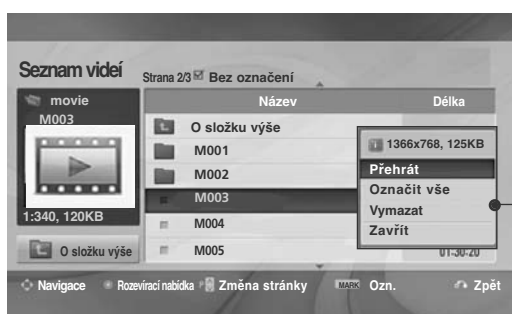 Seznam videí
Strana 2/3 Bez označení
movie
M003
1:340, 120KB
O složku výše
Název Délka
O složku výše
M001
M002
M003
M004
M005
01:30:20
1366x768, 125KB
Přehrát
Označit vše
Vymazat
Zavřít
Navigace Rozevírací nabídka Změna stránky MARK Ozn. Zpět